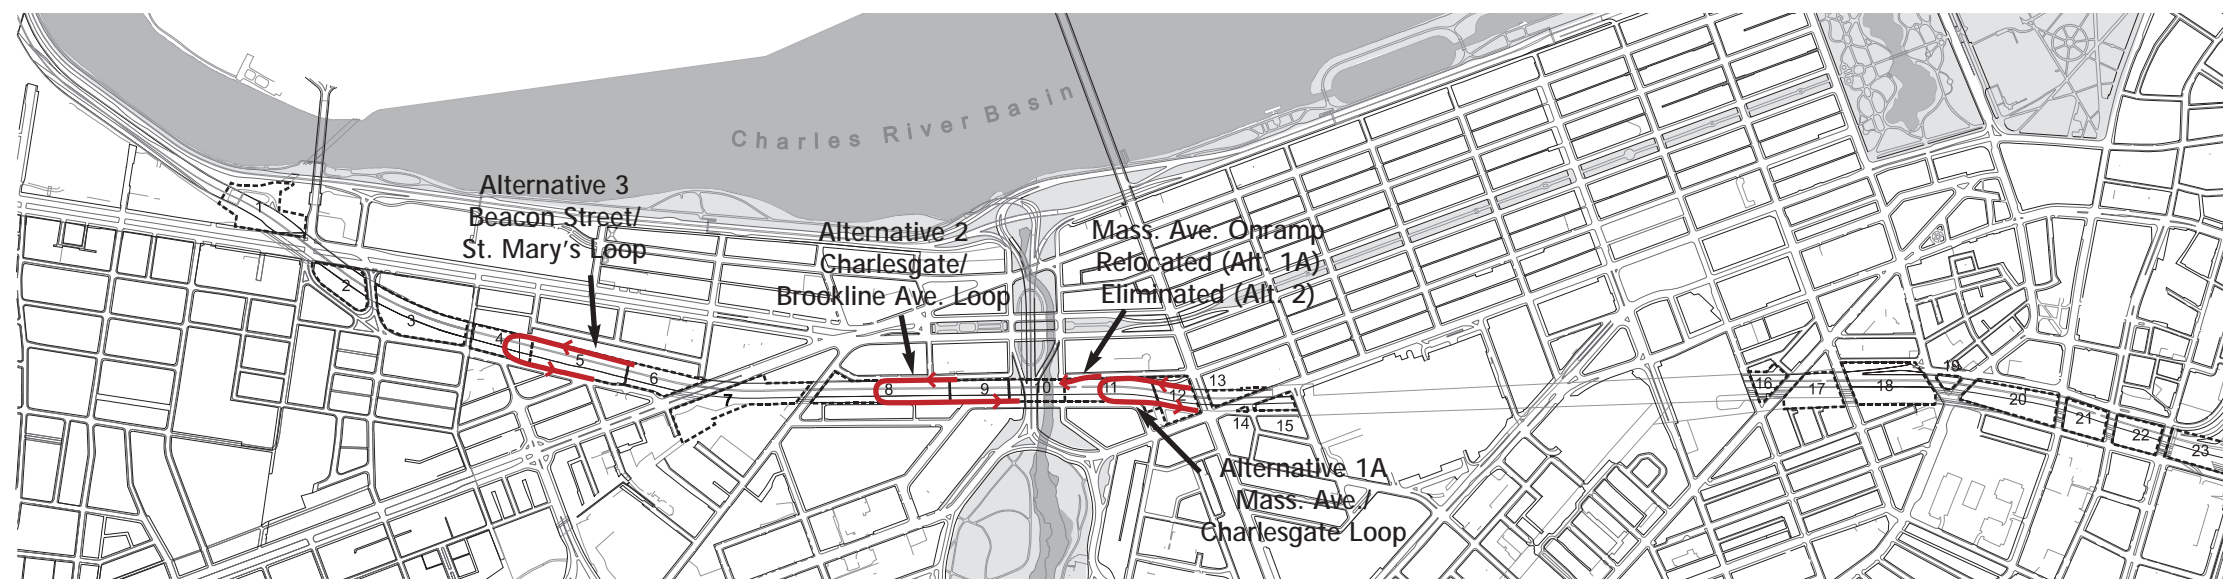 Charles River Basin
Alternative 3
Beacon Street/
St. Mary's Loop
Alternative 2
Charlesgate/
Brookline Ave. Loop
Mass. Ave. Onramp
Relocated (Alt. 1A)
Eliminated (Alt. 2)
Alternative 1A
Mass. Ave./
Charlesgate Loop
1
2
3
4
5
6
7
8
9
10
11
12
13
14
15
16
17
18
19
20
21
22
23